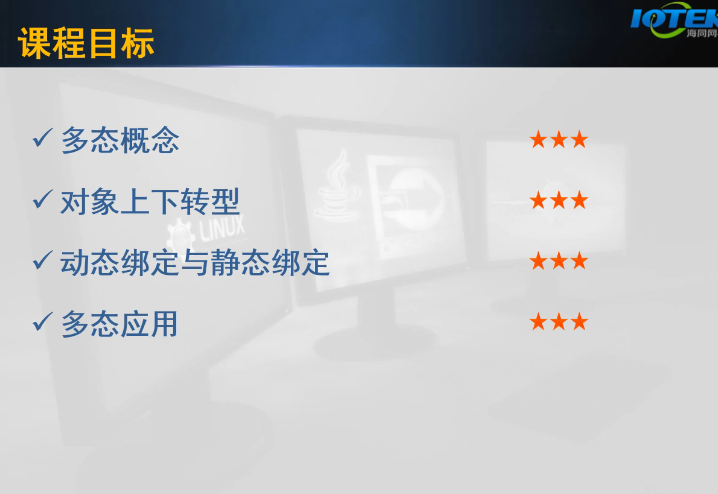 课程目标
IOTEK
海同网
多态概念 ★★★
对象上下转型 ★★★
动态绑定与静态绑定 ★★★
多态应用 ★★★
LINUX